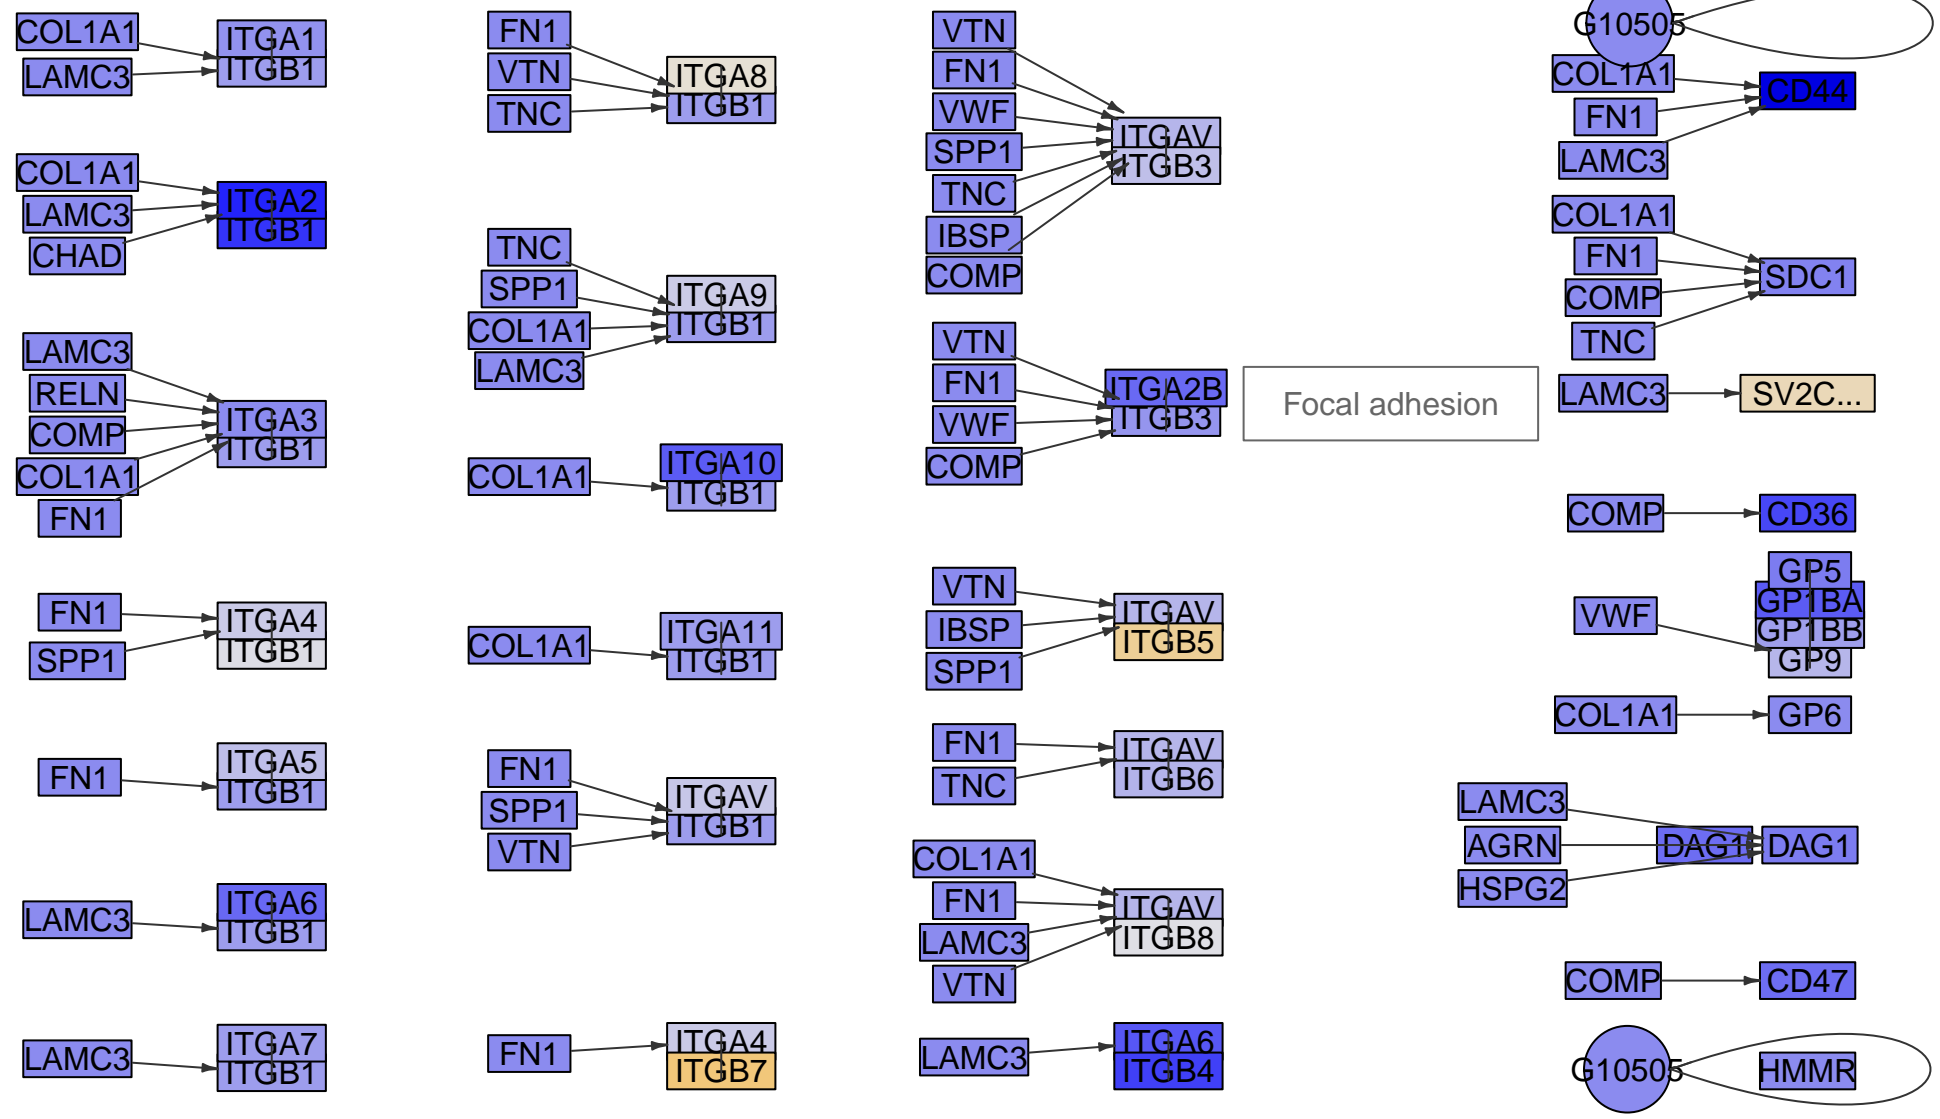 COL1A1
LAMC3
ITGA1
ITGB1
COL1A1
LAMC3
CHAD
ITGA2
ITGB1
LAMC3
RELN
COMP
COL1A1
FN1
ITGA3
ITGB1
FN1
SPP1
ITGA4
ITGB1
FN1
ITGA5
ITGB1
LAMC3
ITGA6
ITGB1
LAMC3
ITGA7
ITGB1
FN1
VTN
TNC
ITGA8
ITGB1
TNC
SPP1
COL1A1
LAMC3
ITGA9
ITGB1
COL1A1
ITGA10
ITGB1
COL1A1
ITGA11
ITGB1
FN1
SPP1
VTN
ITGAV
ITGB1
FN1
ITGA4
ITGB7
VTN
FN1
VWF
SPP1
TNC
IBSP
COMP
ITGAV
ITGB3
VTN
FN1
VWF
COMP
ITGA2B
ITGB3
Focal adhesion
VTN
IBSP
SPP1
ITGAV
ITGB5
FN1
TNC
ITGAV
ITGB6
COL1A1
FN1
LAMC3
VTN
ITGAV
ITGB8
LAMC3
ITGA6
ITGB4
G10505
COL1A1
FN1
LAMC3
CD44
COL1A1
FN1
COMP
TNC
SDC1
LAMC3
SV2C...
COMP
CD36
VWF
GP5
GP1BA
GP1BB
GP9
COL1A1
GP6
LAMC3
AGRN
HSPG2
DAG1
DAG1
COMP
CD47
G10505
HMMR